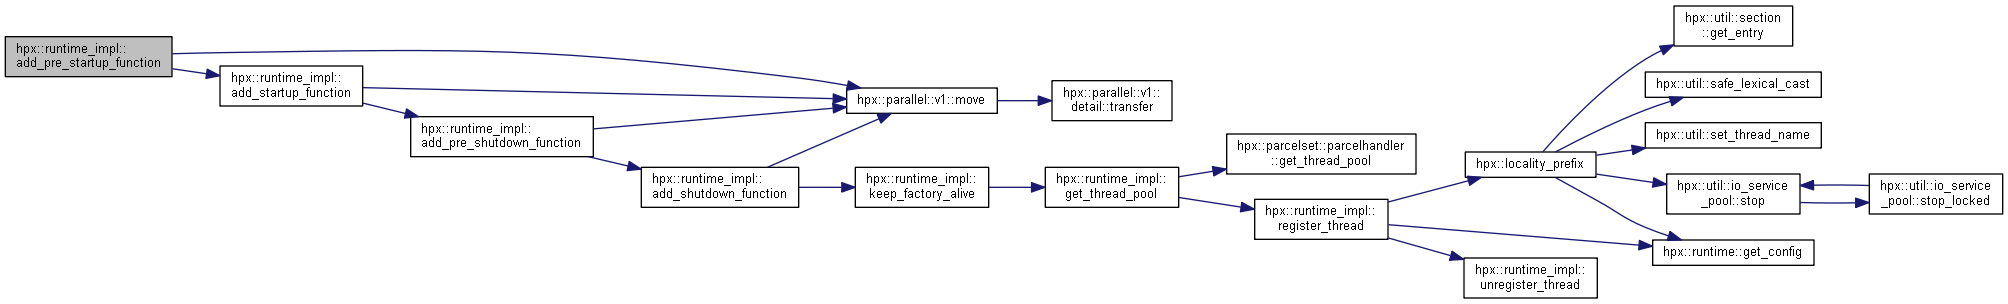 hpx::runtime_impl::
add_pre_startup_function
hpx::runtime_impl::
add_startup_function
hpx::runtime_impl::
add_pre_shutdown_function
hpx::runtime_impl::
add_shutdown_function
hpx::parallel::v1::move
hpx::parallel::v1::
detail::transfer
hpx::runtime_impl::
keep_factory_alive
hpx::runtime_impl::
get_thread_pool
hpx::parcelset::parcelhandler
::get_thread_pool
hpx::runtime_impl::
register_thread
hpx::locality_prefix
hpx::runtime_impl::
unregister_thread
hpx::util::section
::get_entry
hpx::util::safe_lexical_cast
hpx::util::set_thread_name
hpx::util::io_service
_pool::stop
hpx::util::io_service
_pool::stop_locked
hpx::runtime::get_config